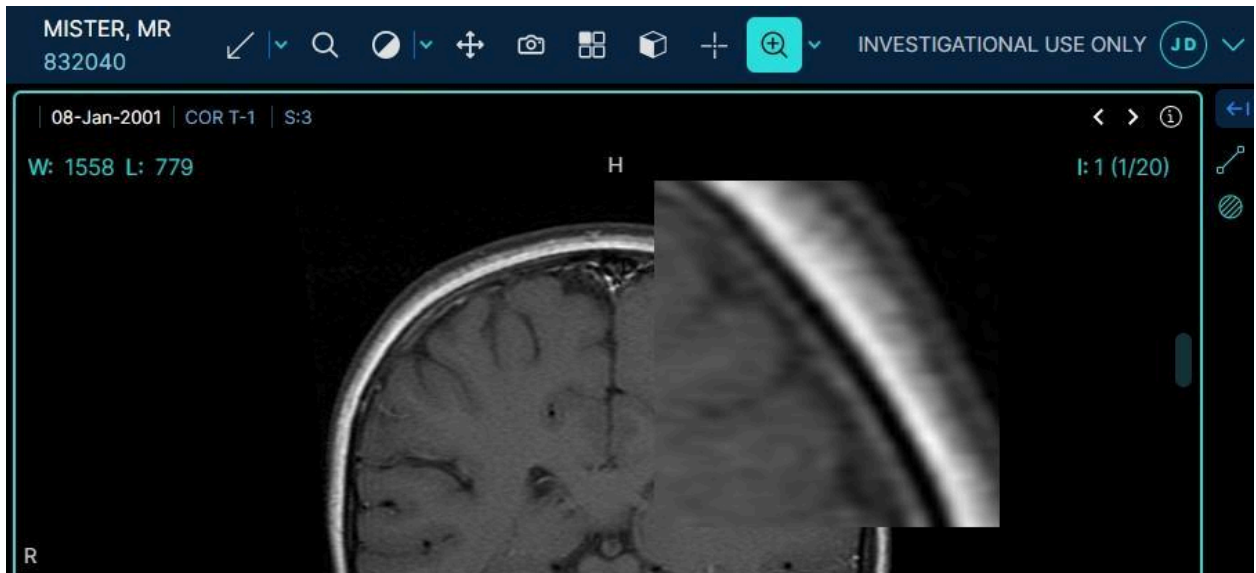 MISTER, MR
832040
INVESTIGATIONAL USE ONLY
JD
08-Jan-2001 COR T-1 S:3
W: 1558 L: 779
H
I: 1 (1/20)
R